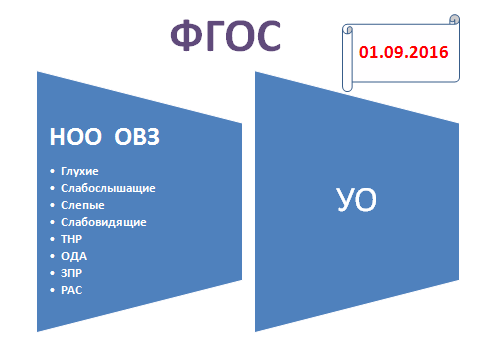 ФГОС
01.09.2016
НОО ОВЗ
• Глухие
• Слабослышащие
• Слепые
• Слабовидящие
• ТНР
• ОДА
• ЗПР
• РАС
УО